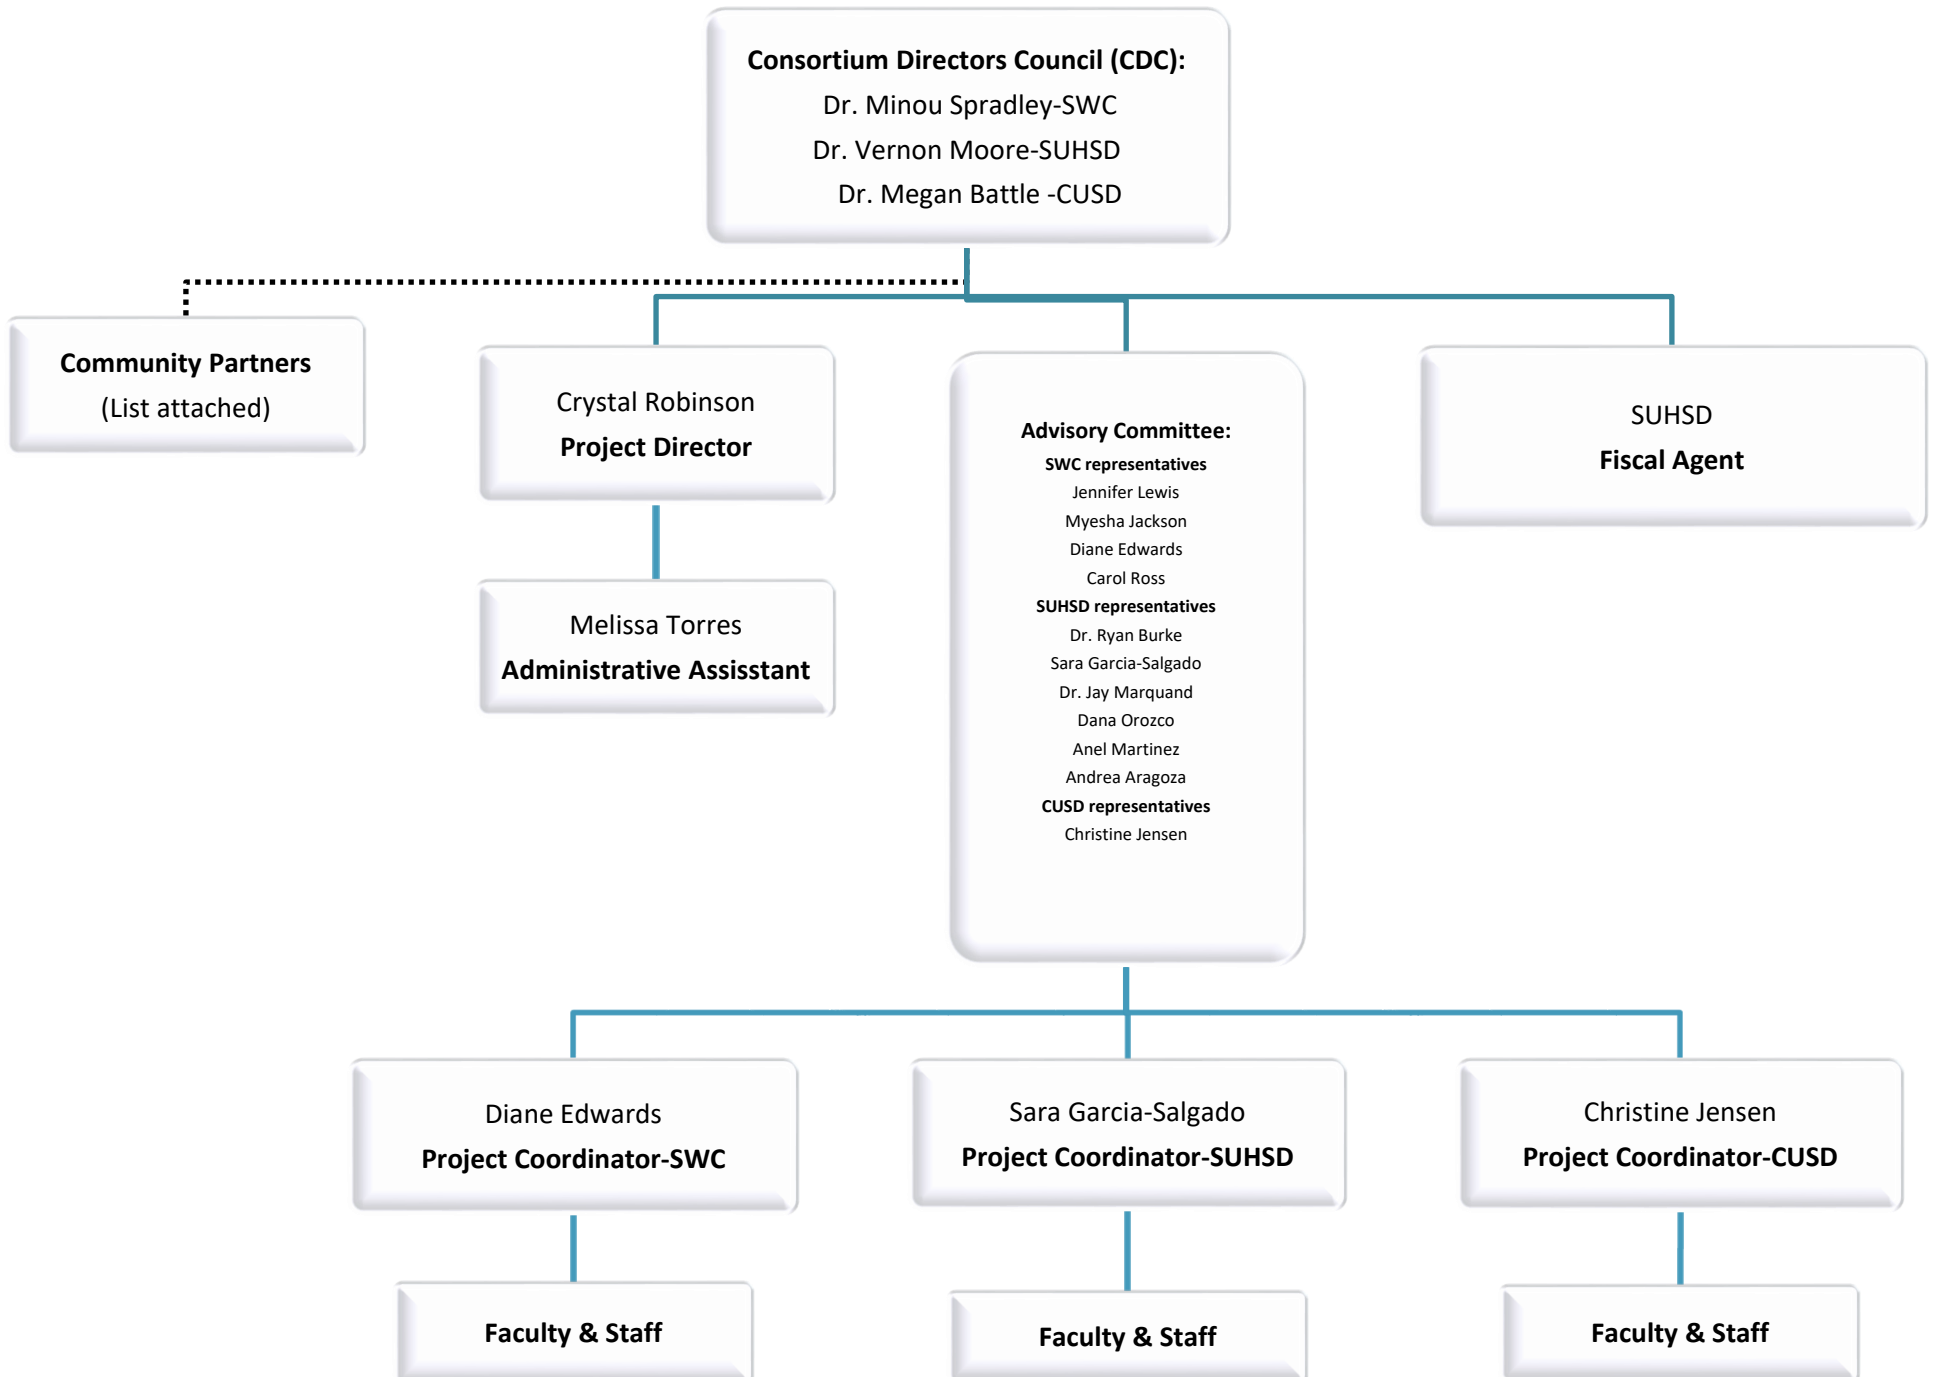 Consortium Directors Council (CDC):
Dr. Minou Spradley-SWC
Dr. Vernon Moore-SUHSD
Dr. Megan Battle -CUSD
Community Partners
(List attached)
Crystal Robinson
Project Director
Melissa Torres
Administrative Assisstant
Advisory Committee:
SWC representatives
Jennifer Lewis
Myesha Jackson
Diane Edwards
Carol Ross
SUHSD representatives
Dr. Ryan Burke
Sara Garcia-Salgado
Dr. Jay Marquand
Dana Orozco
Anel Martinez
Andrea Aragoza
CUSD representatives
Christine Jensen
SUHSD
Fiscal Agent
Diane Edwards
Project Coordinator-SWC
Sara Garcia-Salgado
Project Coordinator-SUHSD
Christine Jensen
Project Coordinator-CUSD
Faculty & Staff
Faculty & Staff
Faculty & Staff